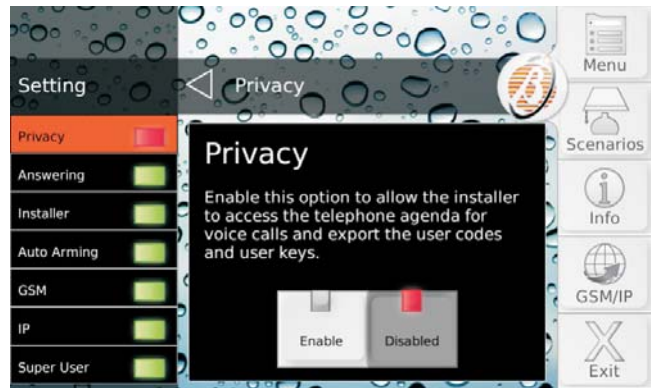 Setting
Privacy
Privacy
Answering
Installer
Auto Arming
GSM
IP
Super User
Privacy
Enable this option to allow the installer
to access the telephone agenda for
voice calls and export the user codes
and user keys.
Enable
Disabled
B
Menu
Scenarios
i
Info
GSM/IP
Exit